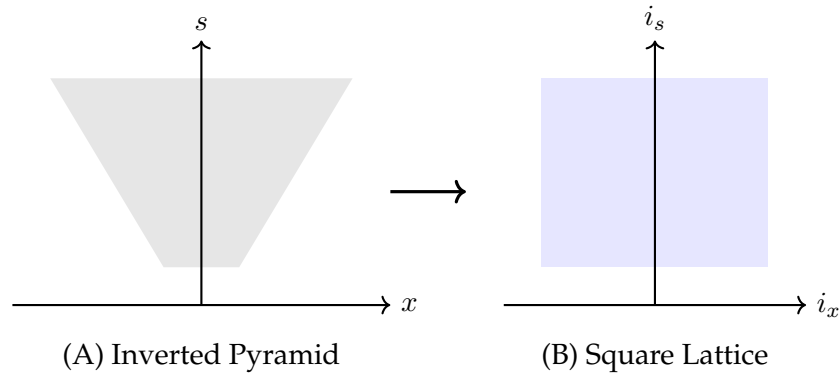 s
x
(A) Inverted Pyramid
i_s
i_x
(B) Square Lattice